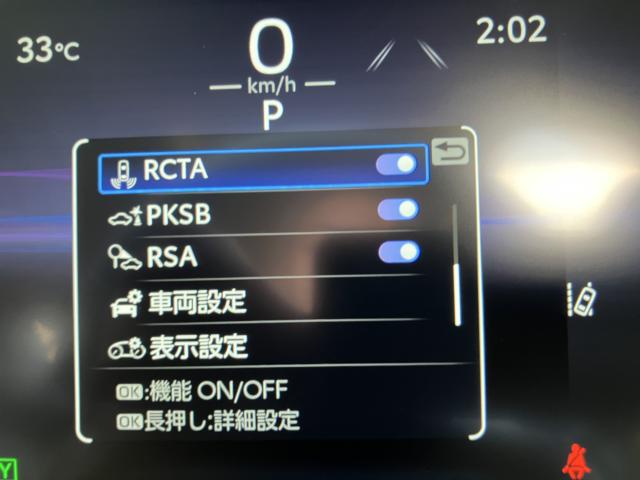 33℃
0
2:02
km/h
P
RCTA
PKSB
RSA
車両設定
表示設定
OK:機能 ON/OFF
OK長押し:詳細設定
Y